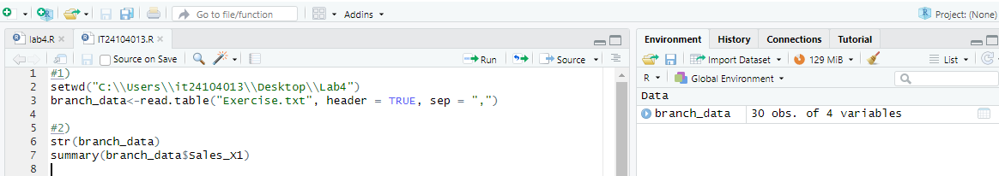 Go to file/function
Addins
Project: (None)
lab4.R
IT24104013.R
Source on Save
Run
Source
1 #1)
2 setwd("C:\\Users\\it24104013\\Desktop\\Lab4")
3 branch_data<-read.table("Exercise.txt", header = TRUE, sep = ",")
4
5 #2)
6 str(branch_data)
7 summary(branch_data$Sales_X1)
8
Environment History Connections Tutorial
Import Dataset 129 MiB List
R Global Environment
Data
branch_data 30 obs. of 4 variables